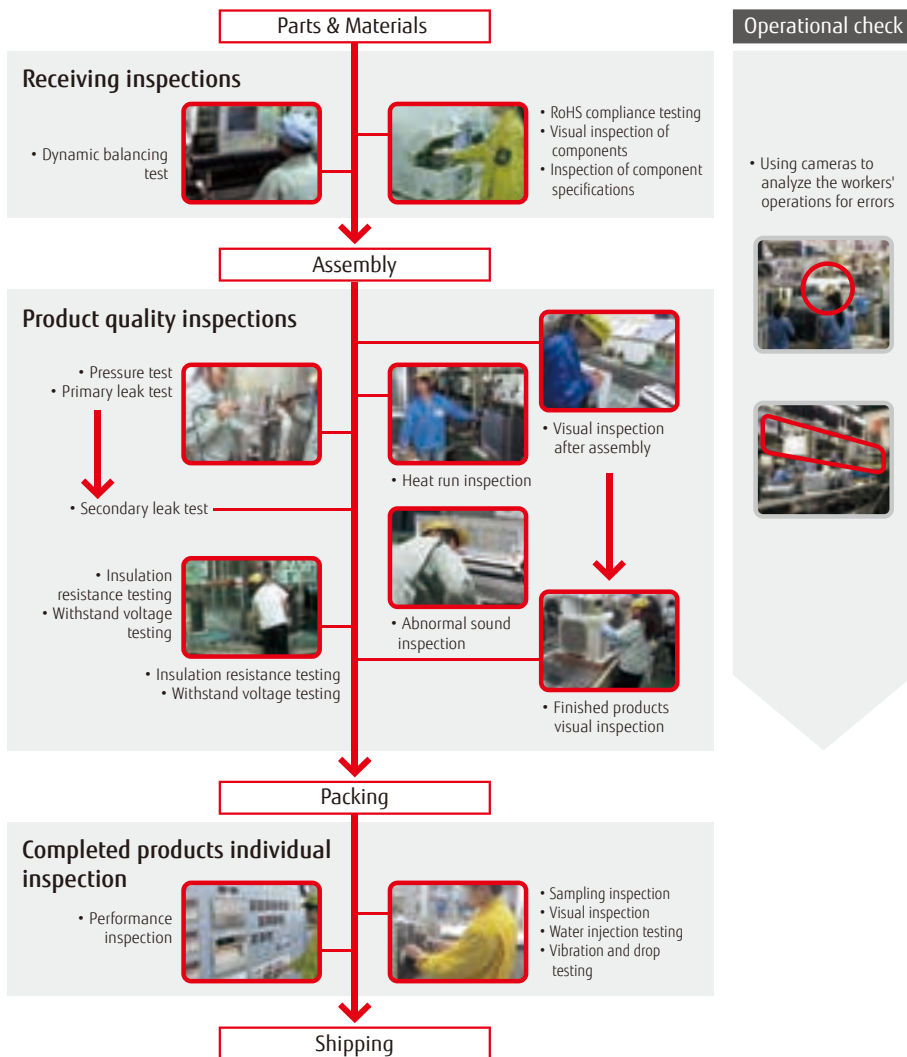 Parts & Materials
Operational check
Receiving inspections
• Dynamic balancing
test
• RoHS compliance testing
• Visual inspection of
components
• Inspection of component
specifications
• Using cameras to
analyze the workers'
operations for errors
Assembly
Product quality inspections
• Pressure test
• Primary leak test
• Visual inspection
after assembly
• Heat run inspection
• Secondary leak test
• Insulation
resistance testing
• Withstand voltage
testing
• Abnormal sound
inspection
• Insulation resistance testing
• Withstand voltage testing
• Finished products
visual inspection
Packing
Completed products individual
inspection
• Performance
inspection
• Sampling inspection
• Visual inspection
• Water injection testing
• Vibration and drop
testing
Shipping